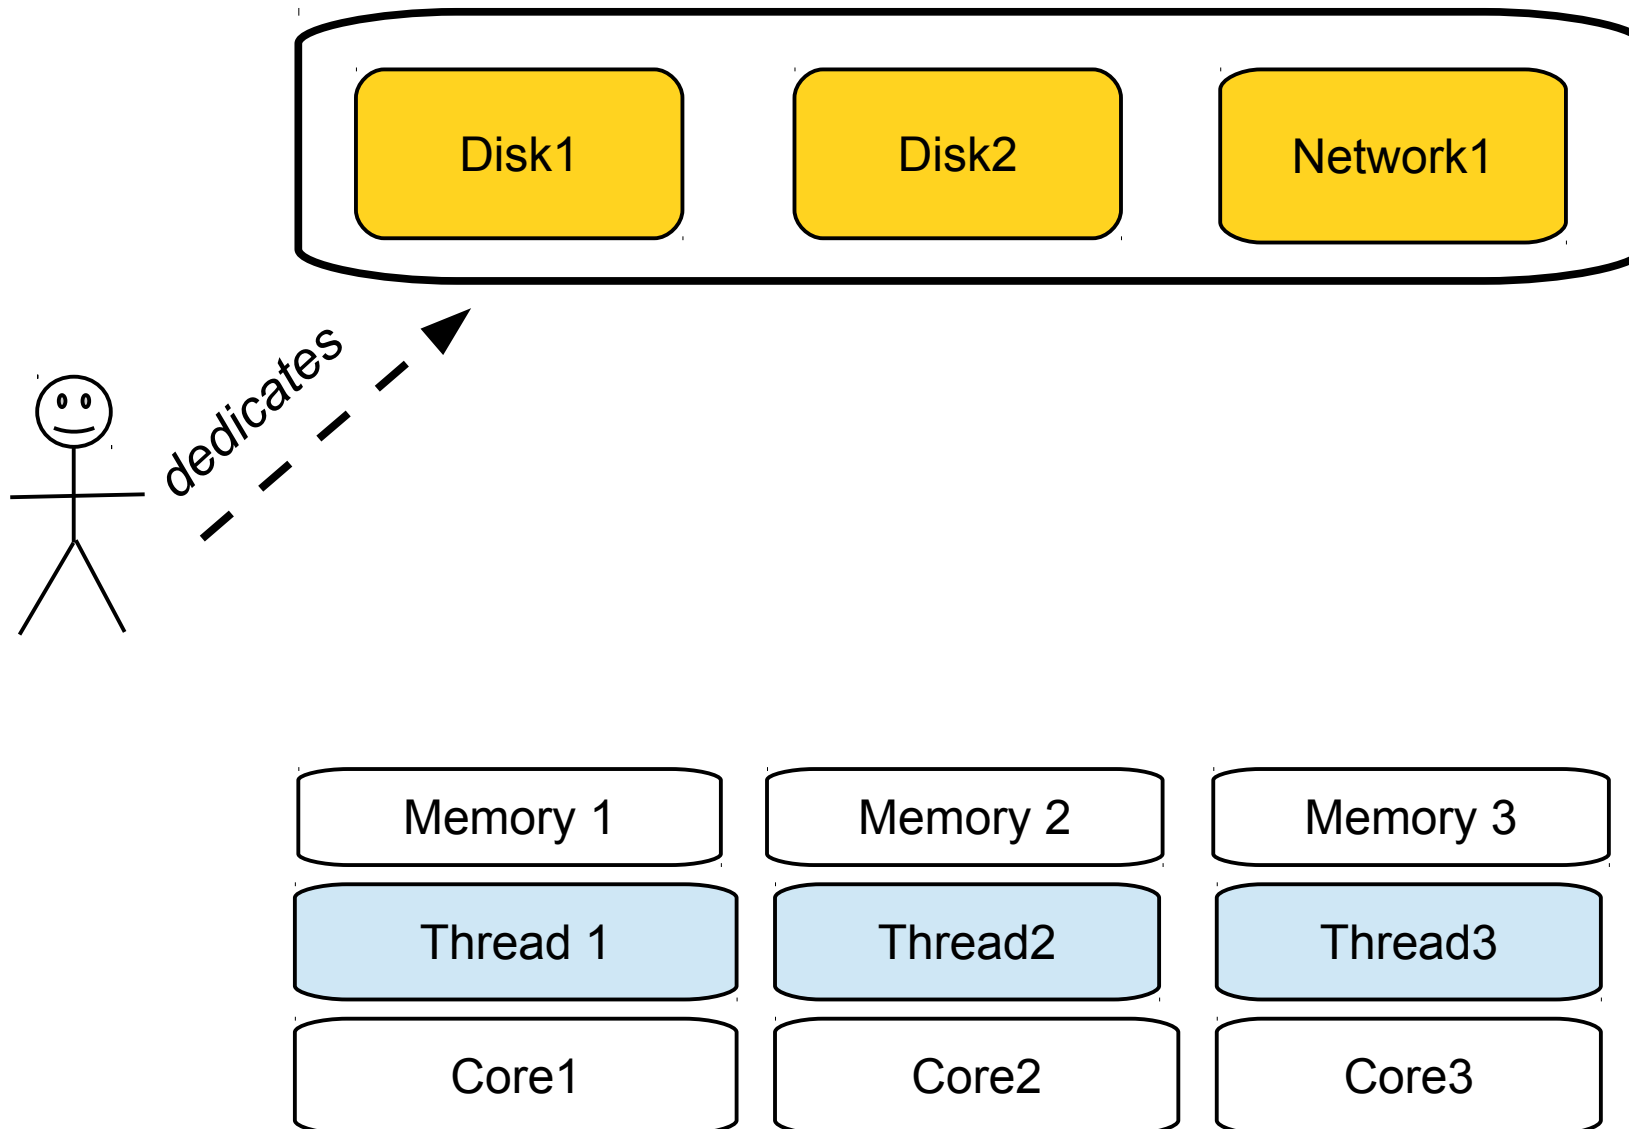 Disk1 Disk2 Network1
dedicates
Memory 1 Memory 2 Memory 3
Thread 1 Thread2 Thread3
Core1 Core2 Core3